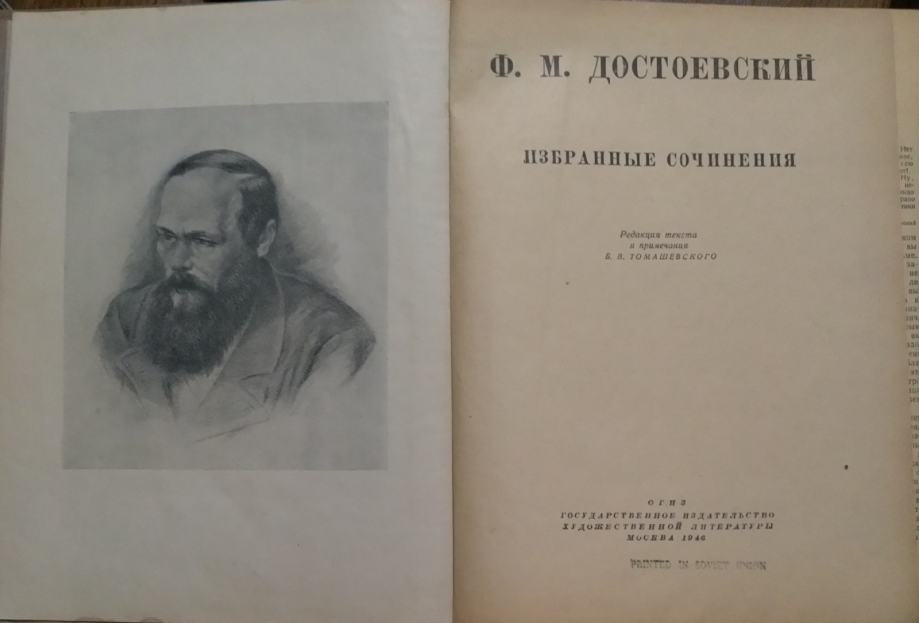 Ф. М. ДОСТОЕВСКИЙ
ИЗБРАННЫЕ СОЧИНЕНИЯ
Редакция текста
и примечания
Б. В. ТОМАШЕВСКОГО
ОГИЗ
ГОСУДАРСТВЕННОЕ ИЗДАТЕЛЬСТВО
ХУДОЖЕСТВЕННОЙ ЛИТЕРАТУРЫ
МОСКВА 1946
PRINTED IN SOVIET UNION